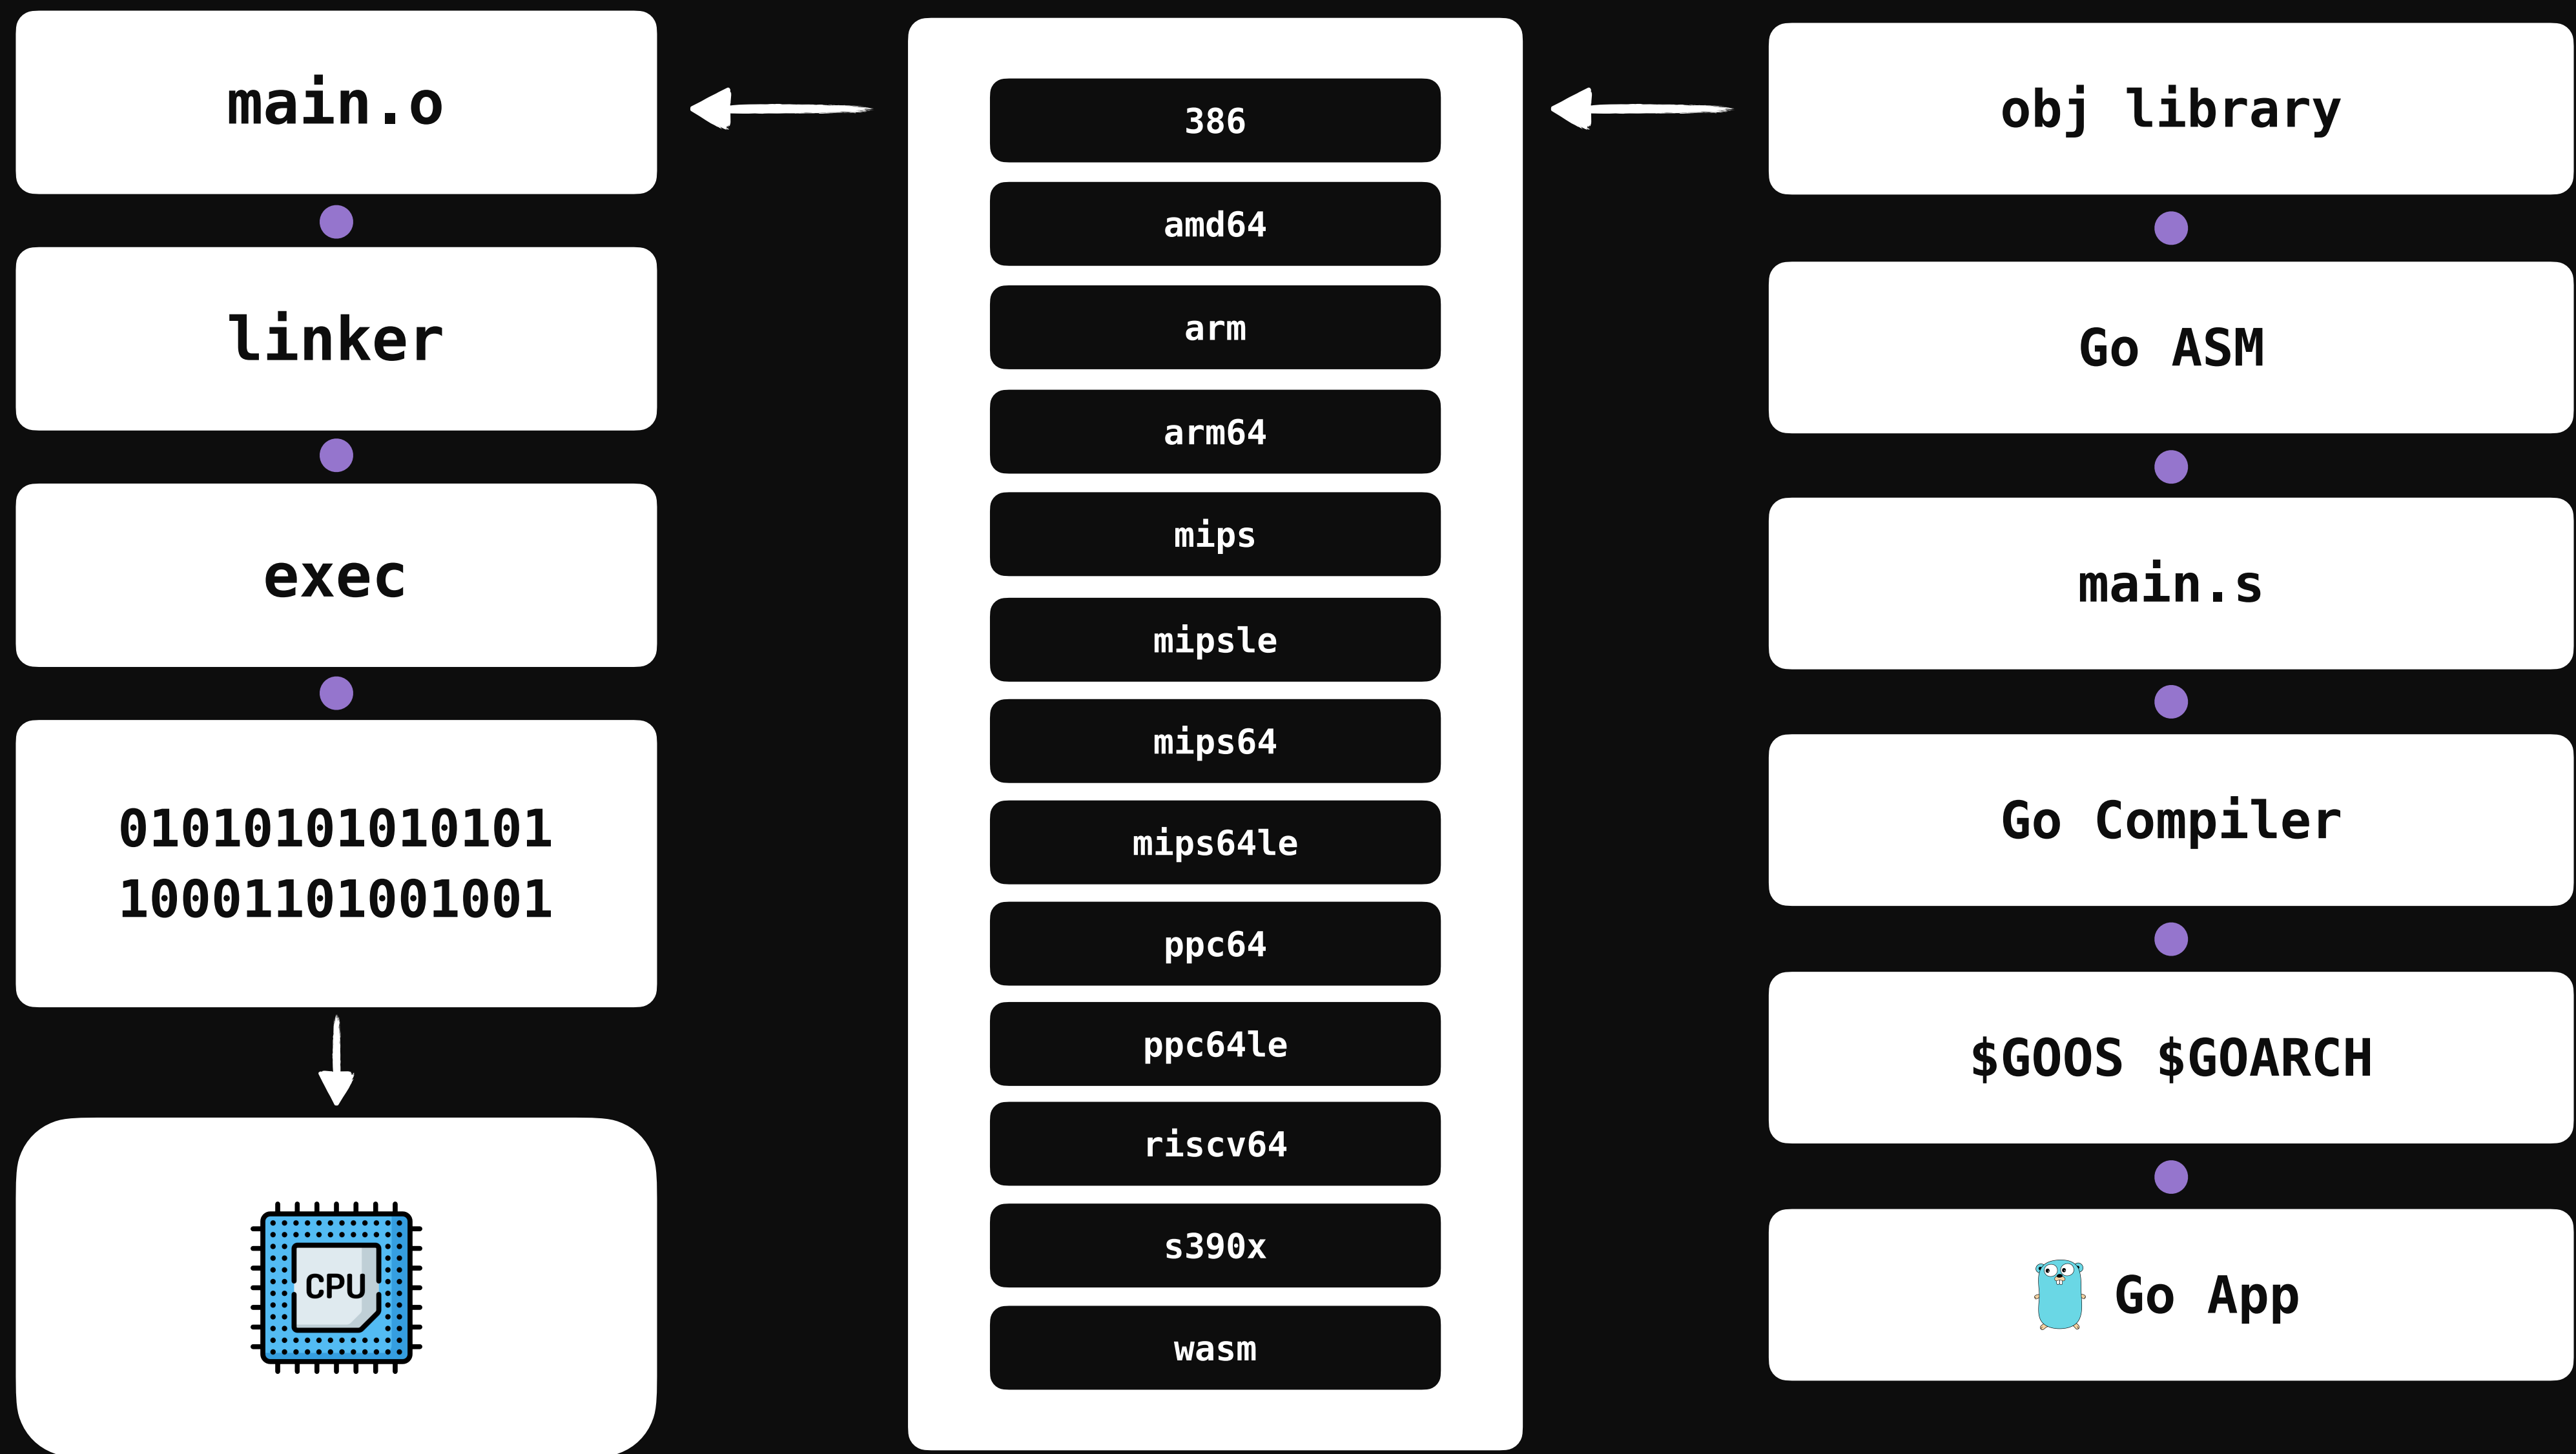 main.o
linker
exec
01010101010101
10001101001001
CPU
386
amd64
arm
arm64
mips
mipsle
mips64
mips64le
ppc64
ppc64le
riscv64
s390x
wasm
obj library
Go ASM
main.s
Go Compiler
$GOOS $GOARCH
Go App